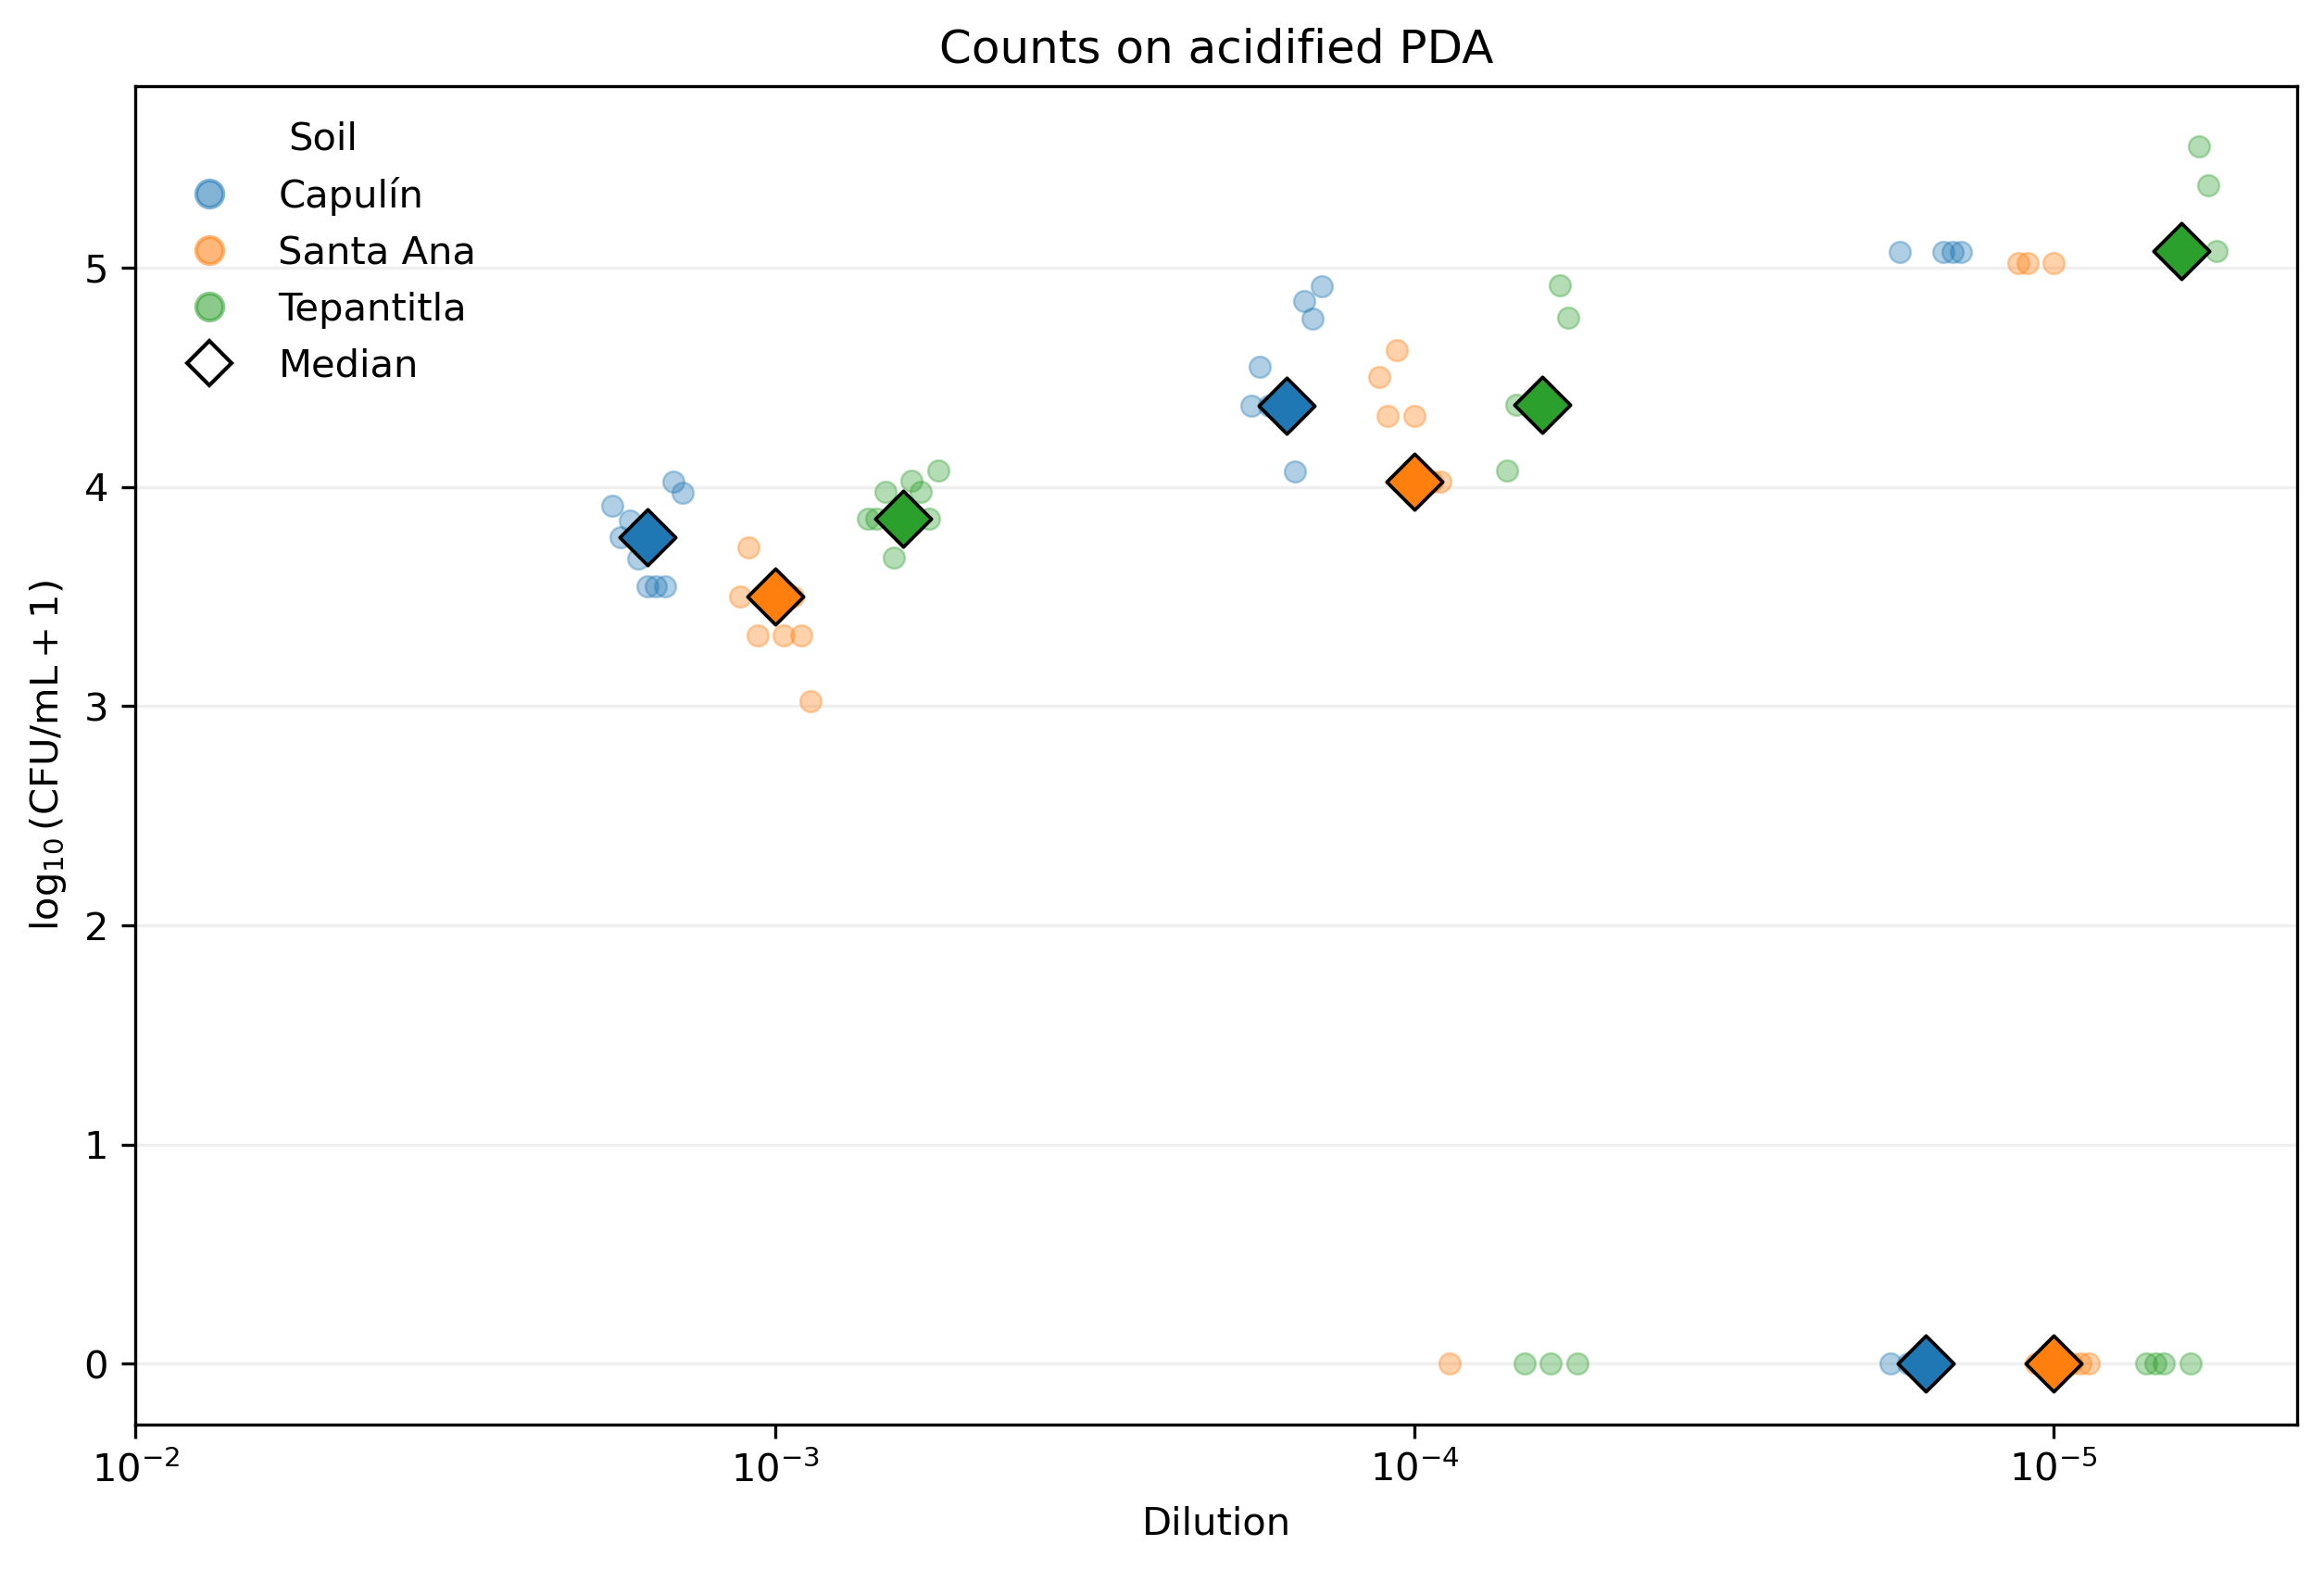 Counts on acidified PDA
Soil
Capulín
Santa Ana
Tepantitla
Median
log₁₀(CFU/mL + 1)
5
4
3
2
1
0
10⁻²
10⁻³
10⁻⁴
10⁻⁵
Dilution